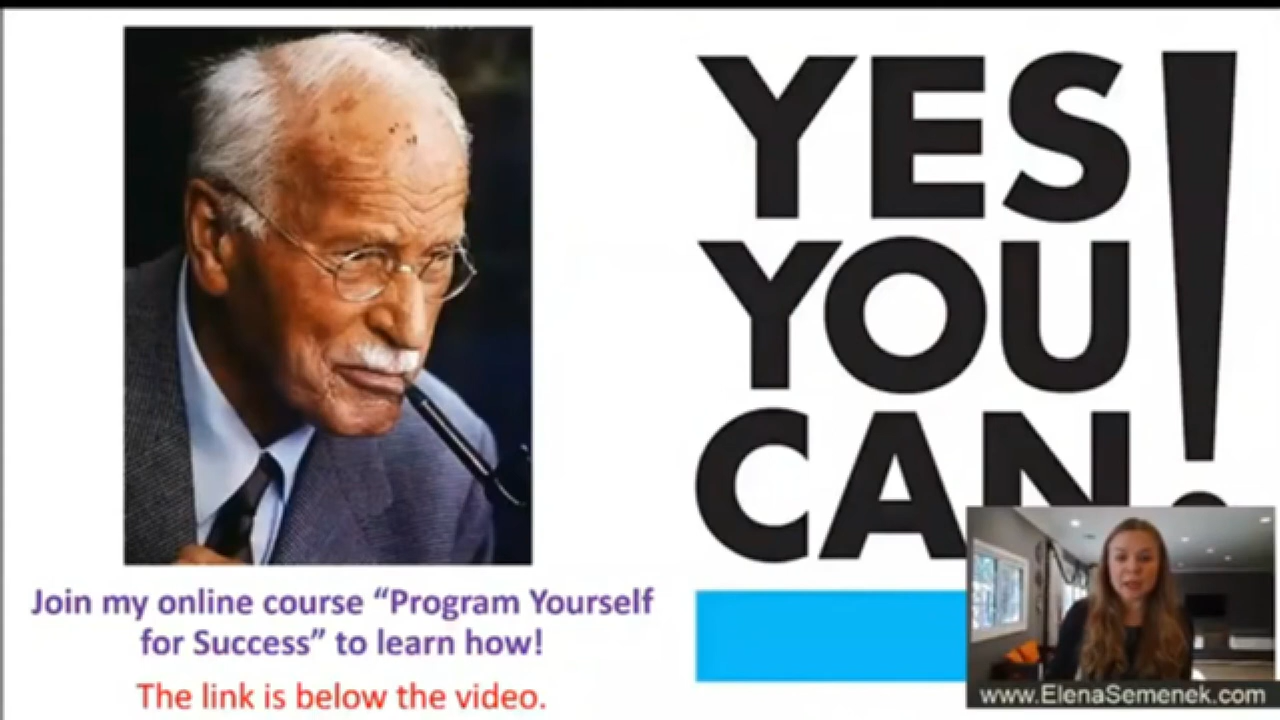 YES
YOU
CAN!
Join my online course “Program Yourself
for Success” to learn how!
The link is below the video.
www.ElenaSemenek.com